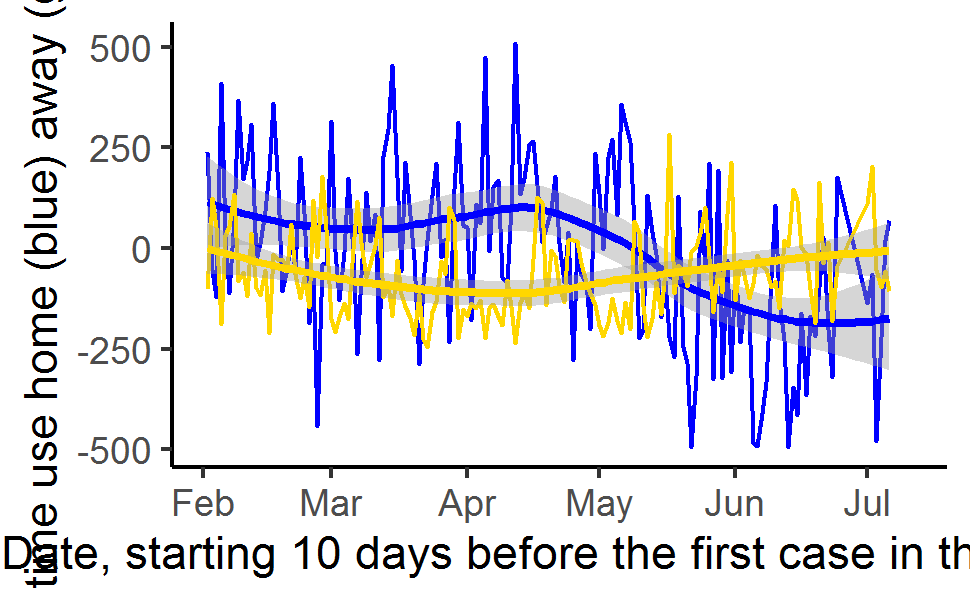 time use home (blue) away (
500
250
0
-250
-500
Feb Mar Apr May Jun Jul
Date, starting 10 days before the first case in th